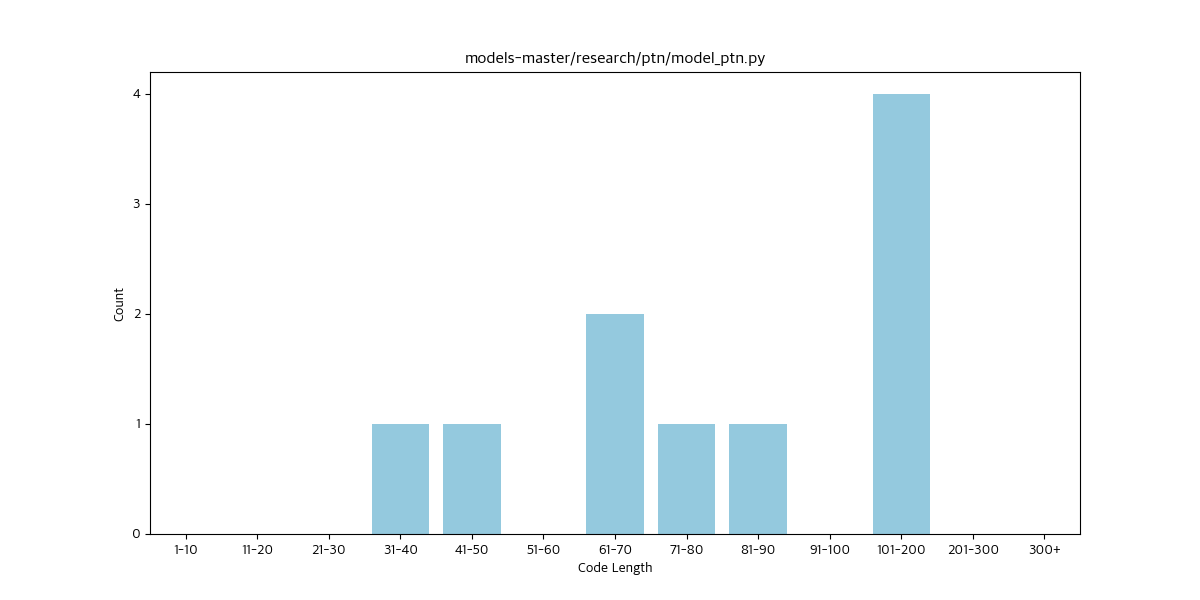 models-master/research/ptn/model_ptn.py
4
3
2
1
0
Count
1-10 11-20 21-30 31-40 41-50 51-60 61-70 71-80 81-90 91-100 101-200 201-300 300+
Code Length